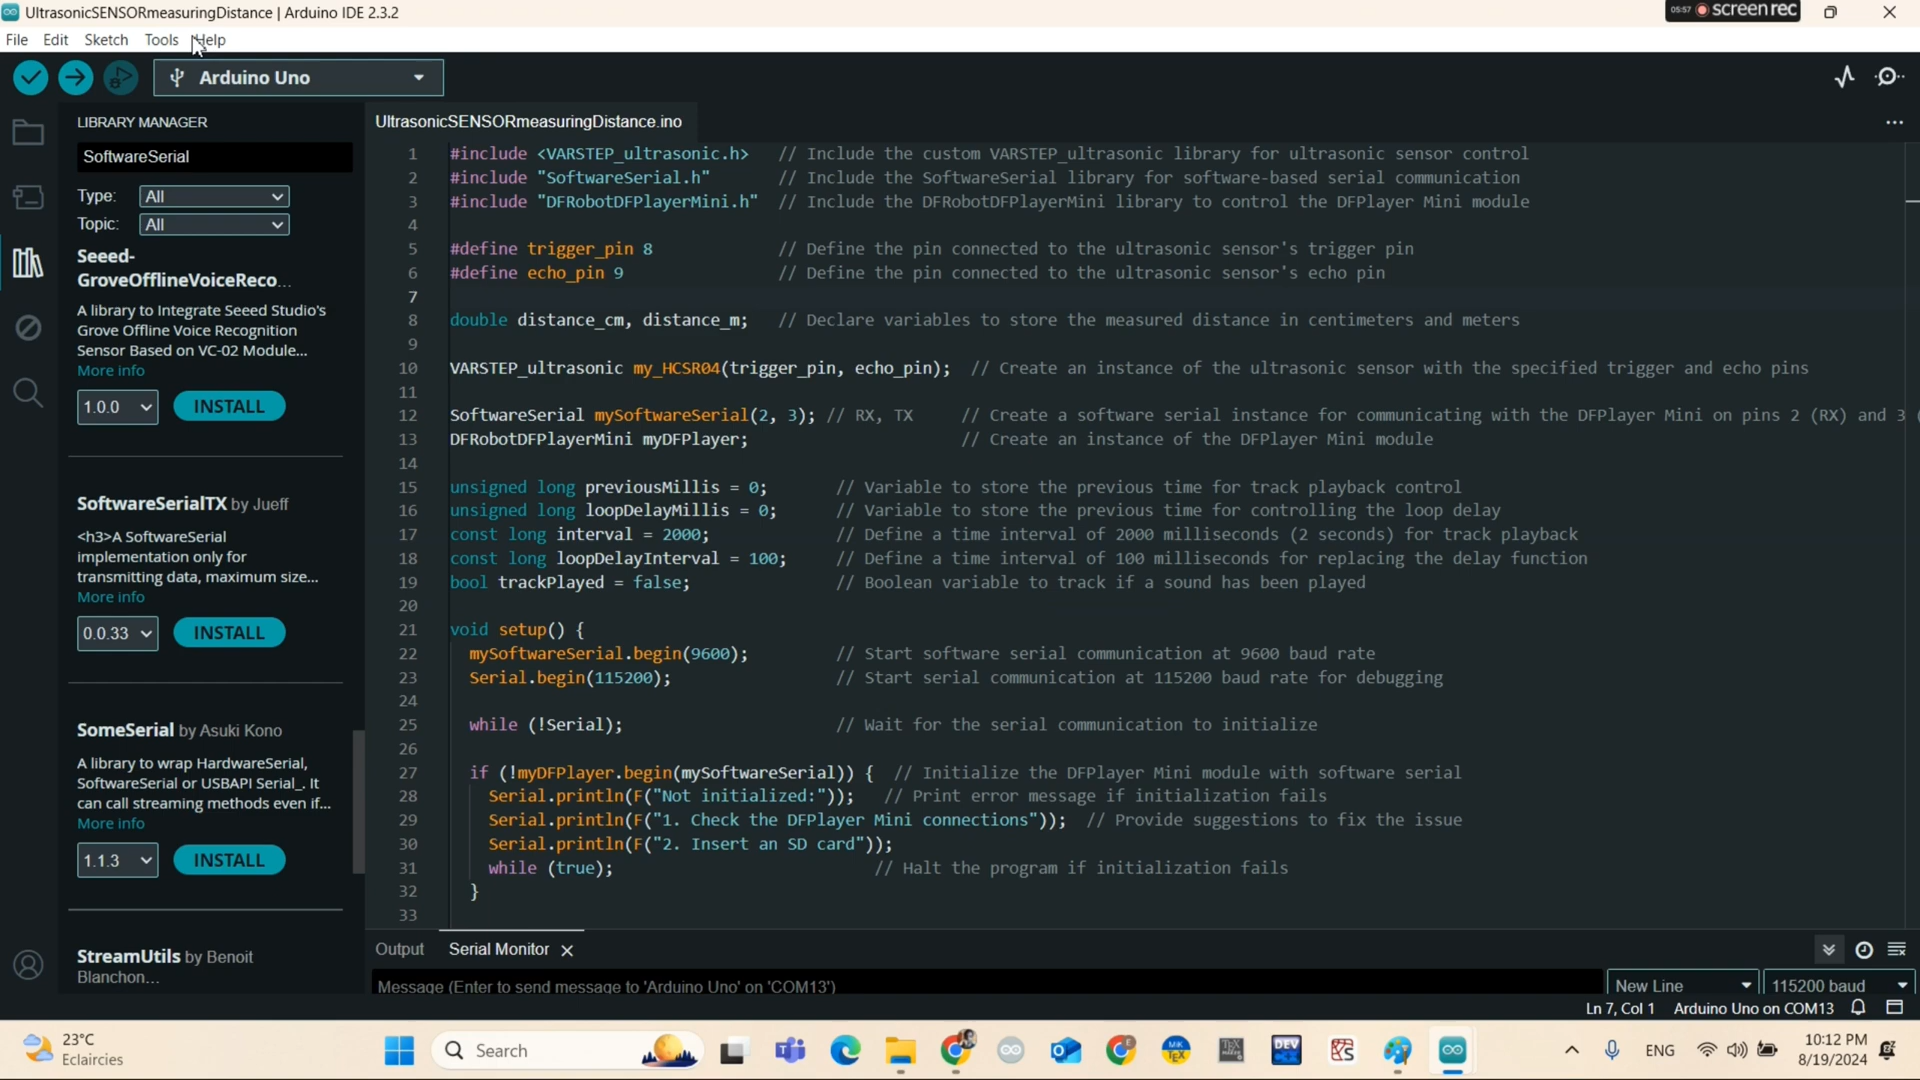 UltrasonicSENSORmeasuringDistance | Arduino IDE 2.3.2
05:57 screen rec
File Edit Sketch Tools Help
Arduino Uno
LIBRARY MANAGER
SoftwareSerial
Type: All
Topic: All
Seeed-
GroveOfflineVoiceReco...
A library to Integrate Seeed Studio's
Grove Offline Voice Recognition
Sensor Based on VC-02 Module...
More info
1.0.0 INSTALL
SoftwareSerialTX by Jueff
<h3>A SoftwareSerial
implementation only for
transmitting data, maximum size...
More info
0.0.33 INSTALL
SomeSerial by Asuki Kono
A library to wrap HardwareSerial,
SoftwareSerial or USBAPI Serial_. It
can call streaming methods even if...
More info
1.1.3 INSTALL
StreamUtils by Benoit
Blanchon...
UltrasonicSENSORmeasuringDistance.ino
1 #include <VARSTEP_ultrasonic.h> // Include the custom VARSTEP_ultrasonic library for ultrasonic sensor control
2 #include "SoftwareSerial.h" // Include the SoftwareSerial library for software-based serial communication
3 #include "DFRobotDFPlayerMini.h" // Include the DFRobotDFPlayerMini library to control the DFPlayer Mini module
4
5 #define trigger_pin 8 // Define the pin connected to the ultrasonic sensor's trigger pin
6 #define echo_pin 9 // Define the pin connected to the ultrasonic sensor's echo pin
7
8 double distance_cm, distance_m; // Declare variables to store the measured distance in centimeters and meters
9
10 VARSTEP_ultrasonic my_HCSR04(trigger_pin, echo_pin); // Create an instance of the ultrasonic sensor with the specified trigger and echo pins
11
12 SoftwareSerial mySoftwareSerial(2, 3); // RX, TX // Create a software serial instance for communicating with the DFPlayer Mini on pins 2 (RX) and 3 (
13 DFRobotDFPlayerMini myDFPlayer; // Create an instance of the DFPlayer Mini module
14
15 unsigned long previousMillis = 0; // Variable to store the previous time for track playback control
16 unsigned long loopDelayMillis = 0; // Variable to store the previous time for controlling the loop delay
17 const long interval = 2000; // Define a time interval of 2000 milliseconds (2 seconds) for track playback
18 const long loopDelayInterval = 100; // Define a time interval of 100 milliseconds for replacing the delay function
19 bool trackPlayed = false; // Boolean variable to track if a sound has been played
20
21 void setup() {
22 mySoftwareSerial.begin(9600); // Start software serial communication at 9600 baud rate
23 Serial.begin(115200); // Start serial communication at 115200 baud rate for debugging
24
25 while (!Serial); // Wait for the serial communication to initialize
26
27 if (!myDFPlayer.begin(mySoftwareSerial)) { // Initialize the DFPlayer Mini module with software serial
28 Serial.println(F("Not initialized:")); // Print error message if initialization fails
29 Serial.println(F("1. Check the DFPlayer Mini connections")); // Provide suggestions to fix the issue
30 Serial.println(F("2. Insert an SD card"));
31 while (true); // Halt the program if initialization fails
32 }
33
Output Serial Monitor
Message (Enter to send message to 'Arduino Uno' on 'COM13')
New Line 115200 baud
Ln 7, Col 1 Arduino Uno on COM13
23°C
Eclaircies
Search
DEV
ENG
10:12 PM
8/19/2024